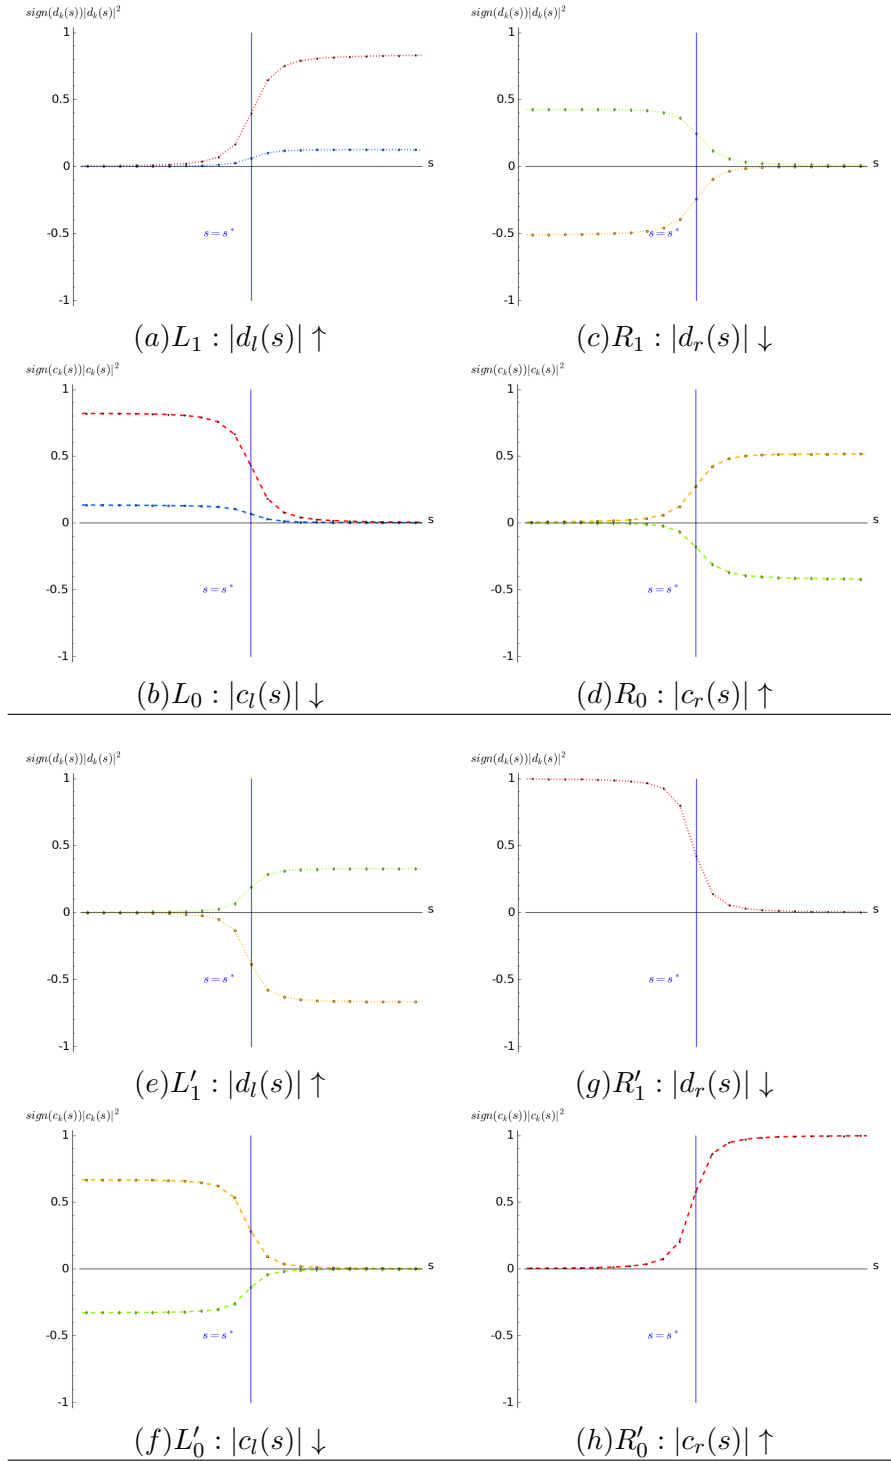 sign(d_k(s))|d_k(s)|^2
1
0.5
0
-0.5
-1
s
s = s*
(a)L_1 : |d_l(s)| ↑
sign(d_k(s))|d_k(s)|^2
1
0.5
0
-0.5
-1
s
s = s*
(c)R_1 : |d_r(s)| ↓
sign(c_k(s))|c_k(s)|^2
1
0.5
0
-0.5
-1
s
s = s*
(b)L_0 : |c_l(s)| ↓
sign(c_k(s))|c_k(s)|^2
1
0.5
0
-0.5
-1
s
s = s*
(d)R_0 : |c_r(s)| ↑
sign(d_k(s))|d_k(s)|^2
1
0.5
0
-0.5
-1
s
s = s*
(e)L'_1 : |d_l(s)| ↑
sign(d_k(s))|d_k(s)|^2
1
0.5
0
-0.5
-1
s
s = s*
(g)R'_1 : |d_r(s)| ↓
sign(c_k(s))|c_k(s)|^2
1
0.5
0
-0.5
-1
s
s = s*
(f)L'_0 : |c_l(s)| ↓
sign(c_k(s))|c_k(s)|^2
1
0.5
0
-0.5
-1
s
s = s*
(h)R'_0 : |c_r(s)| ↑